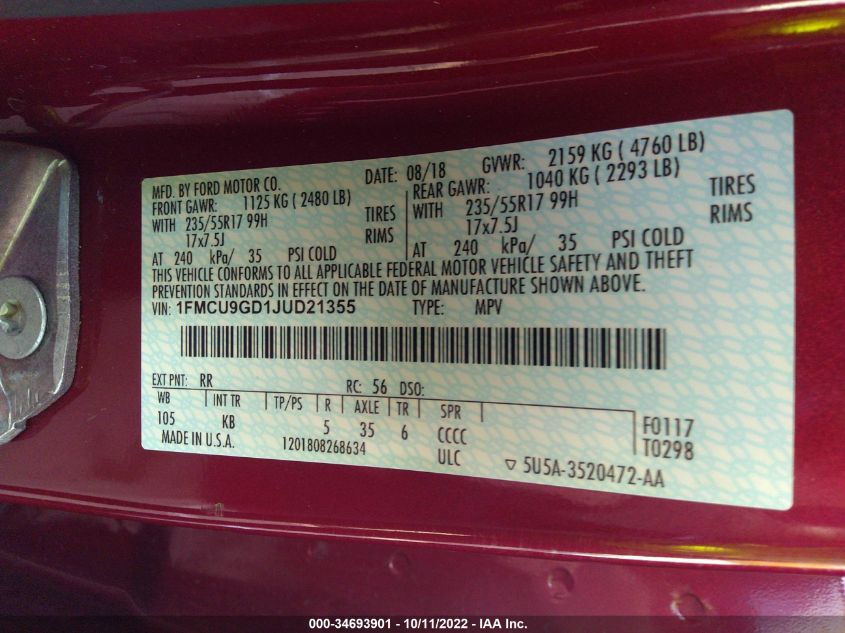 MFD. BY FORD MOTOR CO. DATE: 08/18 GVWR: 2159 KG ( 4760 LB)
FRONT GAWR: 1125 KG ( 2480 LB) REAR GAWR: 1040 KG ( 2293 LB)
WITH 235/55R17 99H TIRES WITH 235/55R17 99H TIRES
17x7.5J RIMS 17x7.5J RIMS
AT 240 kPa/ 35 PSI COLD AT 240 kPa/ 35 PSI COLD
THIS VEHICLE CONFORMS TO ALL APPLICABLE FEDERAL MOTOR VEHICLE SAFETY AND THEFT
PREVENTION STANDARDS IN EFFECT ON THE DATE OF MANUFACTURE SHOWN ABOVE.
VIN: 1FMCU9GD1JUD21355 TYPE: MPV
EXT PNT: RR RC: 56 DSO:
WB INT TR TP/PS R AXLE TR SPR
105 KB 5 35 6 CCCC F0117
MADE IN U.S.A. 1201808268634 ULC T0298
▽ 5U5A-3520472-AA
000-34693901 - 10/11/2022 - IAA Inc.